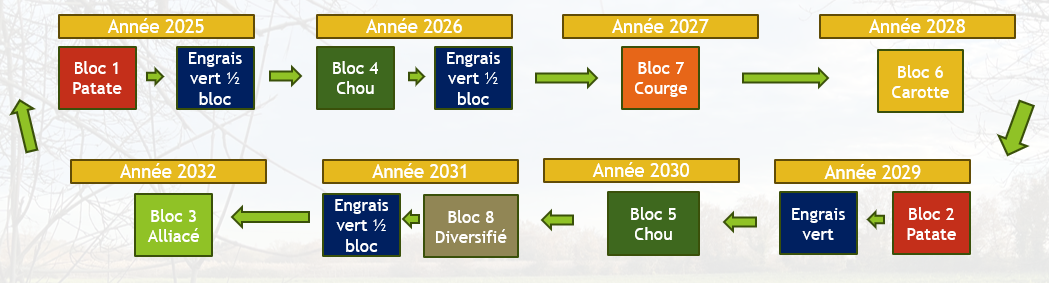 Année 2025
Année 2026
Année 2027
Année 2028
Bloc 1
Patate
Engrais
vert ½
bloc
Bloc 4
Chou
Engrais
vert ½
bloc
Bloc 7
Courge
Bloc 6
Carotte
Année 2032
Année 2031
Année 2030
Année 2029
Bloc 3
Alliacé
Engrais
vert ½
bloc
Bloc 8
Diversifié
Bloc 5
Chou
Engrais
vert
Bloc 2
Patate